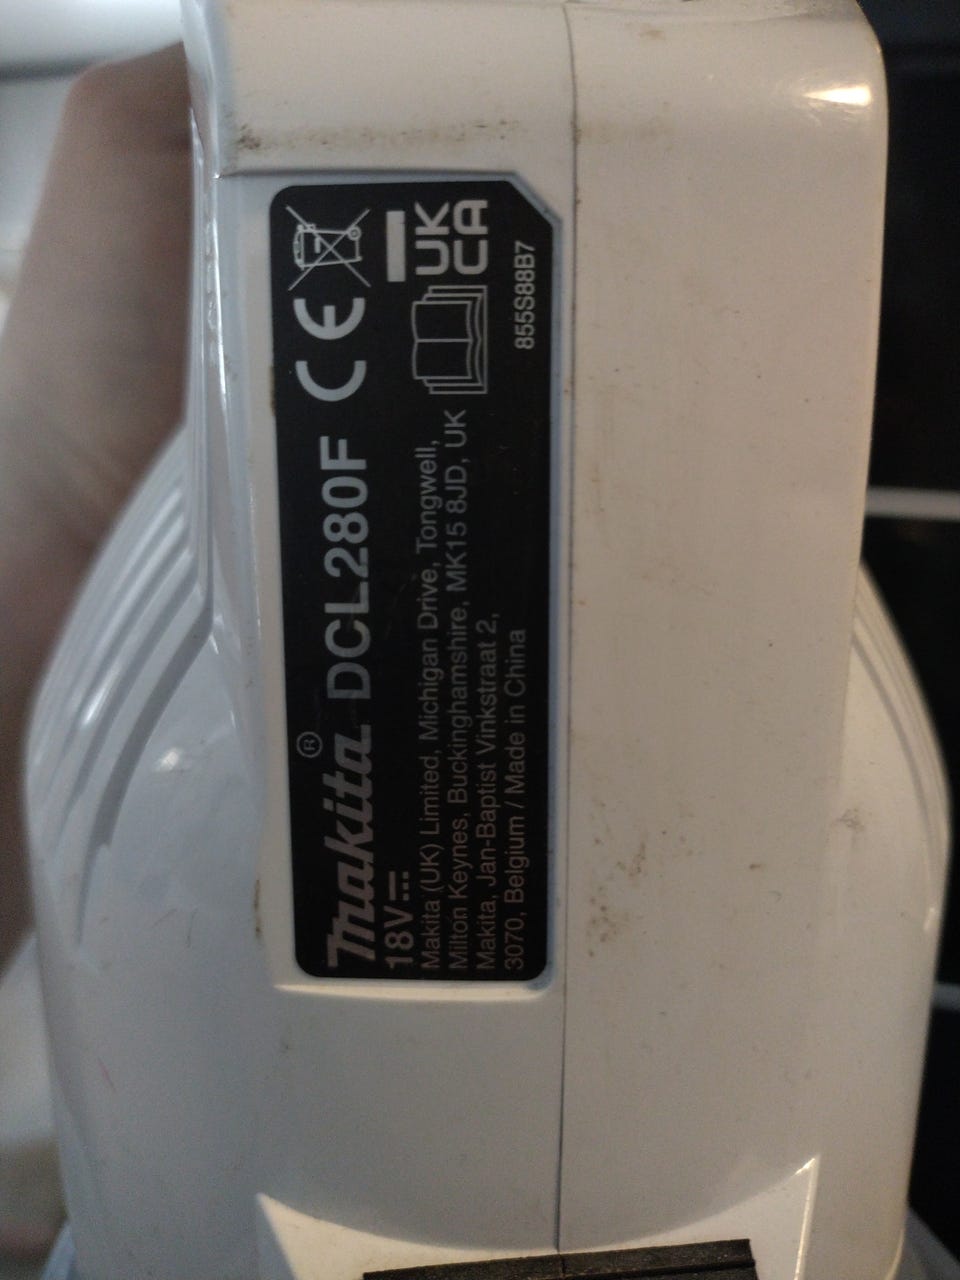 Makita® DCL280F CE
18V
UK
CA
Makita (UK) Limited, Michigan Drive, Tongwell,
Milton Keynes, Buckinghamshire, MK15 8JD, UK
Makita, Jan-Baptist Vinkstraat 2,
3070, Belgium / Made in China
855S88B7